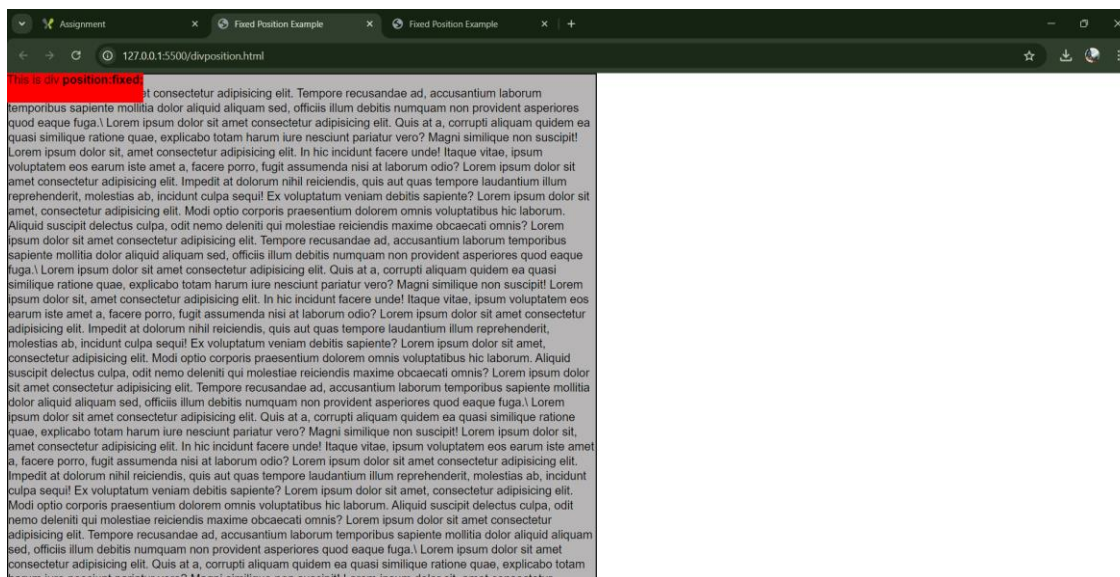 Assignment
Fixed Position Example
Fixed Position Example
127.0.0.1:5500/divposition.html
This is div position:fixed;
et consectetur adipisicing elit. Tempore recusandae ad, accusantium laborum
temporibus sapiente mollitia dolor aliquid aliquam sed, officiis illum debitis numquam non provident asperiores
quod eaque fuga.\ Lorem ipsum dolor sit amet consectetur adipisicing elit. Quis at a, corrupti aliquam quidem ea
quasi similique ratione quae, explicabo totam harum iure nesciunt pariatur vero? Magni similique non suscipit!
Lorem ipsum dolor sit, amet consectetur adipisicing elit. In hic incidunt facere unde! Itaque vitae, ipsum
voluptatem eos earum iste amet a, facere porro, fugit assumenda nisi at laborum odio? Lorem ipsum dolor sit
amet consectetur adipisicing elit. Impedit at dolorum nihil reiciendis, quis aut quas tempore laudantium illum
reprehenderit, molestias ab, incidunt culpa sequi! Ex voluptatum veniam debitis sapiente? Lorem ipsum dolor sit
amet, consectetur adipisicing elit. Modi optio corporis praesentium dolorem omnis voluptatibus hic laborum.
Aliquid suscipit delectus culpa, odit nemo deleniti qui molestiae reiciendis maxime obcaecati omnis? Lorem
ipsum dolor sit amet consectetur adipisicing elit. Tempore recusandae ad, accusantium laborum temporibus
sapiente mollitia dolor aliquid aliquam sed, officiis illum debitis numquam non provident asperiores quod eaque
fuga.\ Lorem ipsum dolor sit amet consectetur adipisicing elit. Quis at a, corrupti aliquam quidem ea quasi
similique ratione quae, explicabo totam harum iure nesciunt pariatur vero? Magni similique non suscipit! Lorem
ipsum dolor sit, amet consectetur adipisicing elit. In hic incidunt facere unde! Itaque vitae, ipsum voluptatem eos
earum iste amet a, facere porro, fugit assumenda nisi at laborum odio? Lorem ipsum dolor sit amet consectetur
adipisicing elit. Impedit at dolorum nihil reiciendis, quis aut quas tempore laudantium illum reprehenderit,
molestias ab, incidunt culpa sequi! Ex voluptatum veniam debitis sapiente? Lorem ipsum dolor sit amet,
consectetur adipisicing elit. Modi optio corporis praesentium dolorem omnis voluptatibus hic laborum. Aliquid
suscipit delectus culpa, odit nemo deleniti qui molestiae reiciendis maxime obcaecati omnis? Lorem ipsum dolor
sit amet consectetur adipisicing elit. Tempore recusandae ad, accusantium laborum temporibus sapiente mollitia
dolor aliquid aliquam sed, officiis illum debitis numquam non provident asperiores quod eaque fuga.\ Lorem
ipsum dolor sit amet consectetur adipisicing elit. Quis at a, corrupti aliquam quidem ea quasi similique ratione
quae, explicabo totam harum iure nesciunt pariatur vero? Magni similique non suscipit! Lorem ipsum dolor sit,
amet consectetur adipisicing elit. In hic incidunt facere unde! Itaque vitae, ipsum voluptatem eos earum iste amet
a, facere porro, fugit assumenda nisi at laborum odio? Lorem ipsum dolor sit amet consectetur adipisicing elit.
Impedit at dolorum nihil reiciendis, quis aut quas tempore laudantium illum reprehenderit, molestias ab, incidunt
culpa sequi! Ex voluptatum veniam debitis sapiente? Lorem ipsum dolor sit amet, consectetur adipisicing elit.
Modi optio corporis praesentium dolorem omnis voluptatibus hic laborum. Aliquid suscipit delectus culpa, odit
nemo deleniti qui molestiae reiciendis maxime obcaecati omnis? Lorem ipsum dolor sit amet consectetur
adipisicing elit. Tempore recusandae ad, accusantium laborum temporibus sapiente mollitia dolor aliquid aliquam
sed, officiis illum debitis numquam non provident asperiores quod eaque fuga.\ Lorem ipsum dolor sit amet
consectetur adipisicing elit. Quis at a, corrupti aliquam quidem ea quasi similique ratione quae, explicabo totam